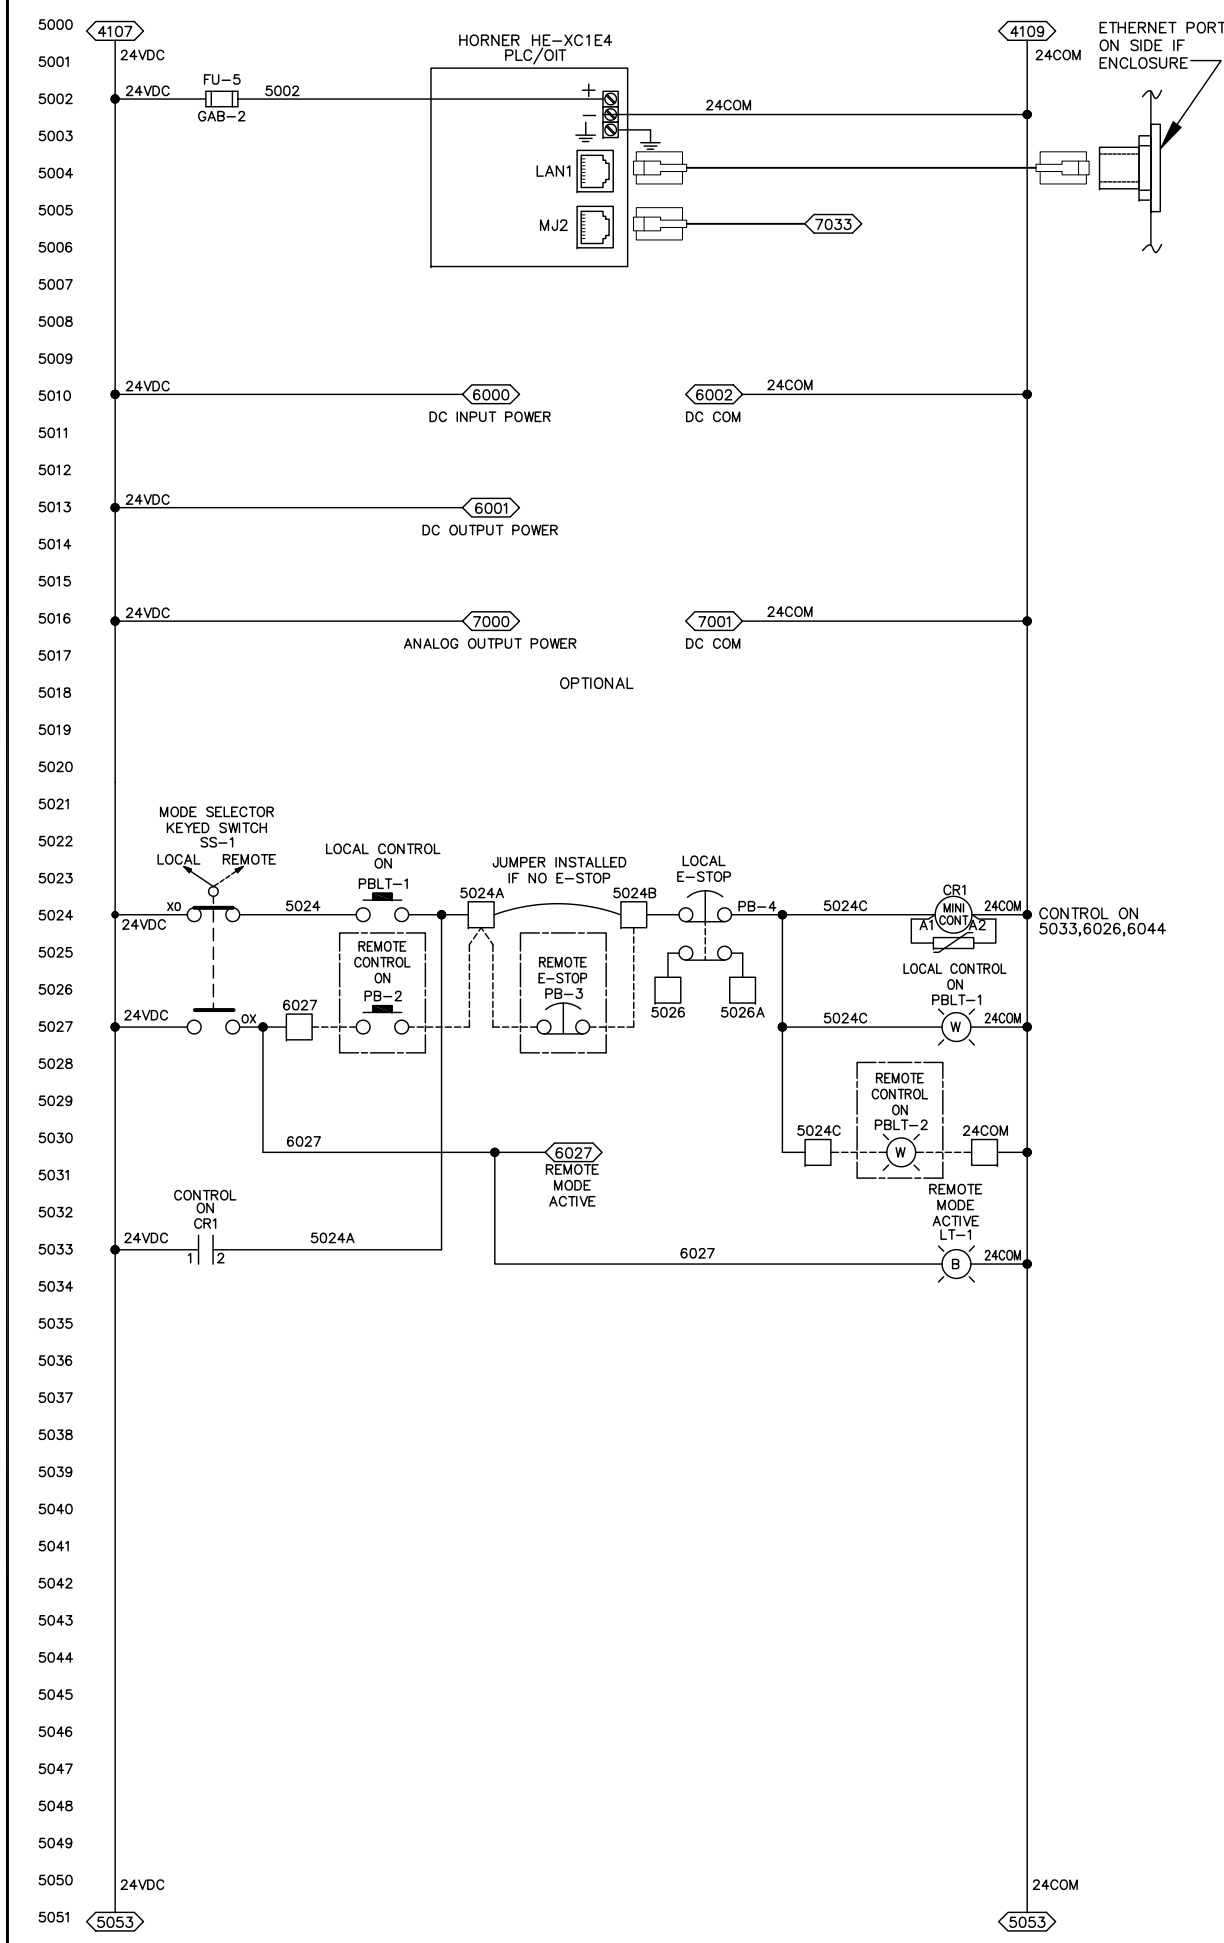 5000
4107
4109
ETHERNET PORT
ON SIDE IF
ENCLOSURE
5001
24VDC
HORNER HE-XC1E4
PLC/OIT
24COM
5002
24VDC
FU-5
GAB-2
5002
+
-
24COM
5003
5004
LAN1
5005
MJ2
7033
5006
5007
5008
5009
5010
24VDC
6000
DC INPUT POWER
6002
DC COM
24COM
5011
5012
5013
24VDC
6001
DC OUTPUT POWER
5014
5015
5016
24VDC
7000
ANALOG OUTPUT POWER
7001
DC COM
24COM
5017
5018
OPTIONAL
5019
5020
5021
MODE SELECTOR
KEYED SWITCH
SS-1
LOCAL
REMOTE
5022
LOCAL CONTROL
ON
PBLT-1
JUMPER INSTALLED
IF NO E-STOP
LOCAL
E-STOP
5023
5024A
5024B
CR1
MINI
CONT
A1
A2
5024
XO
24VDC
5024
PB-4
5024C
24COM
CONTROL ON
5033,6026,6044
5025
REMOTE
CONTROL
ON
PB-2
REMOTE
E-STOP
PB-3
5026
5026
5026A
LOCAL CONTROL
ON
PBLT-1
5027
24VDC
OX
6027
5024C
W
24COM
5028
5029
REMOTE
CONTROL
ON
PBLT-2
5030
6027
6027
REMOTE
MODE
ACTIVE
5024C
W
24COM
5031
5032
CONTROL
ON
CR1
REMOTE
MODE
ACTIVE
LT-1
5033
24VDC
1
2
5024A
6027
B
24COM
5034
5035
5036
5037
5038
5039
5040
5041
5042
5043
5044
5045
5046
5047
5048
5049
5050
24VDC
24COM
5051
5053
5053